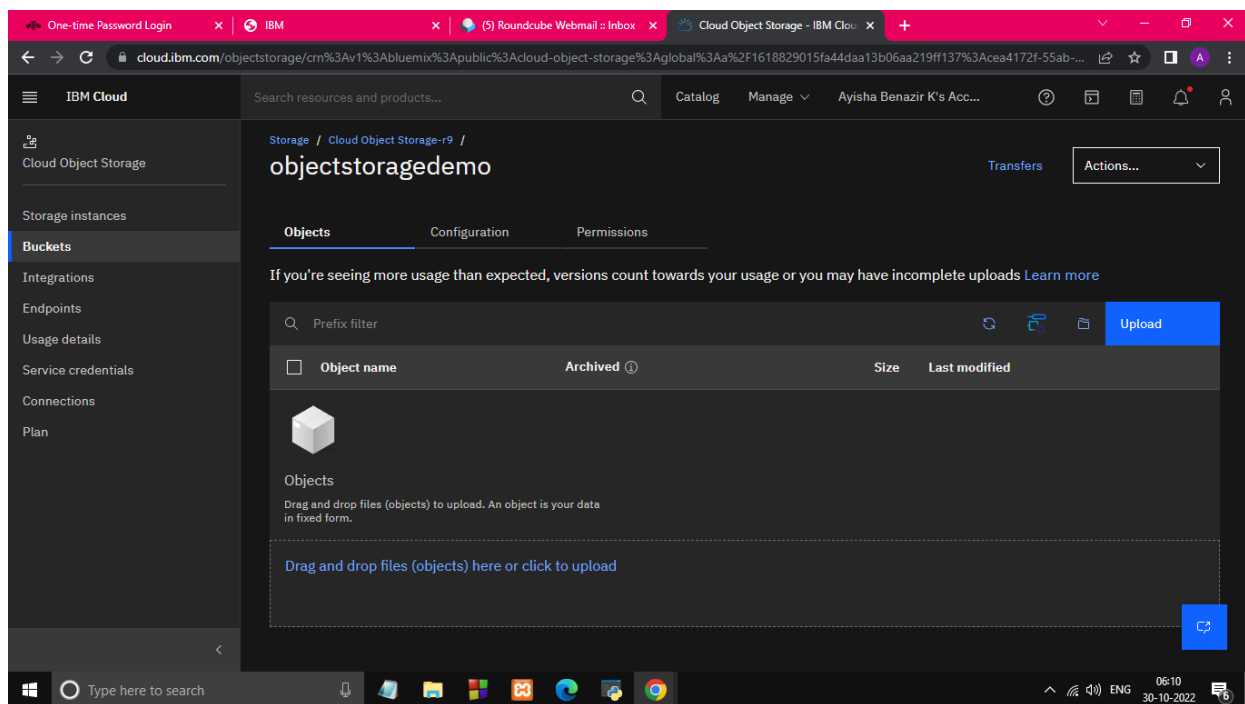 One-time Password Login
IBM
(5) Roundcube Webmail :: Inbox
Cloud Object Storage - IBM Clou
cloud.ibm.com/objectstorage/crn%3Av1%3Abluemix%3Apublic%3Acloud-object-storage%3Aglobal%3Aa%2F1618829015fa44daa13b06aa219ff137%3Acea4172f-55ab-...
A
IBM Cloud
Search resources and products...
Catalog
Manage
Ayisha Benazir K's Acc...
Cloud Object Storage
Storage instances
Buckets
Integrations
Endpoints
Usage details
Service credentials
Connections
Plan
Storage / Cloud Object Storage-r9 /
objectstoragedemo
Transfers
Actions...
Objects
Configuration
Permissions
If you're seeing more usage than expected, versions count towards your usage or you may have incomplete uploads Learn more
Prefix filter
Upload
Object name
Archived
Size
Last modified
Objects
Drag and drop files (objects) to upload. An object is your data
in fixed form.
Drag and drop files (objects) here or click to upload
Type here to search
ENG
06:10
30-10-2022
6